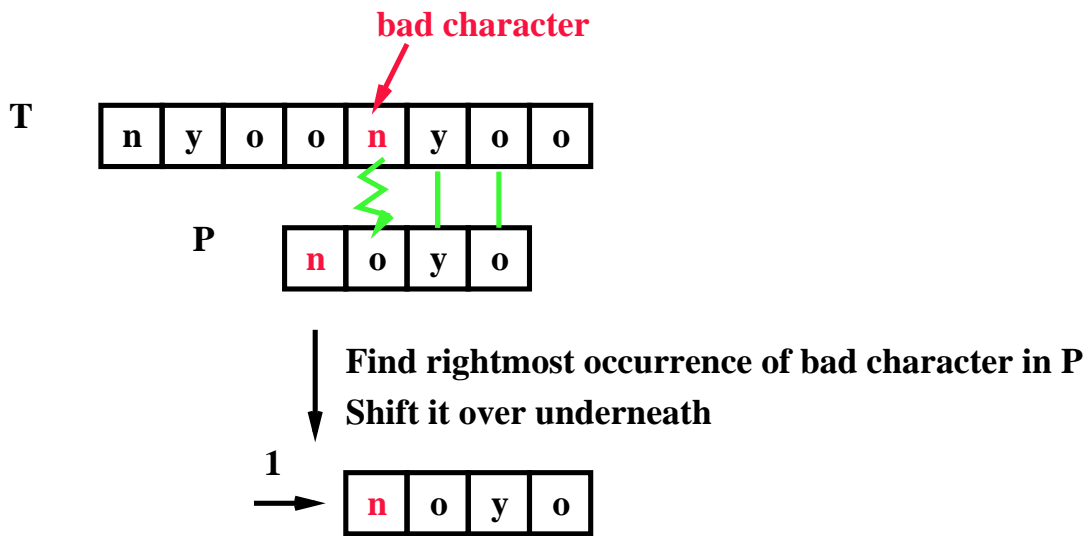 bad character
T n y o o n y o o
P n o y o
Find rightmost occurrence of bad character in P
Shift it over underneath
1
n o y o